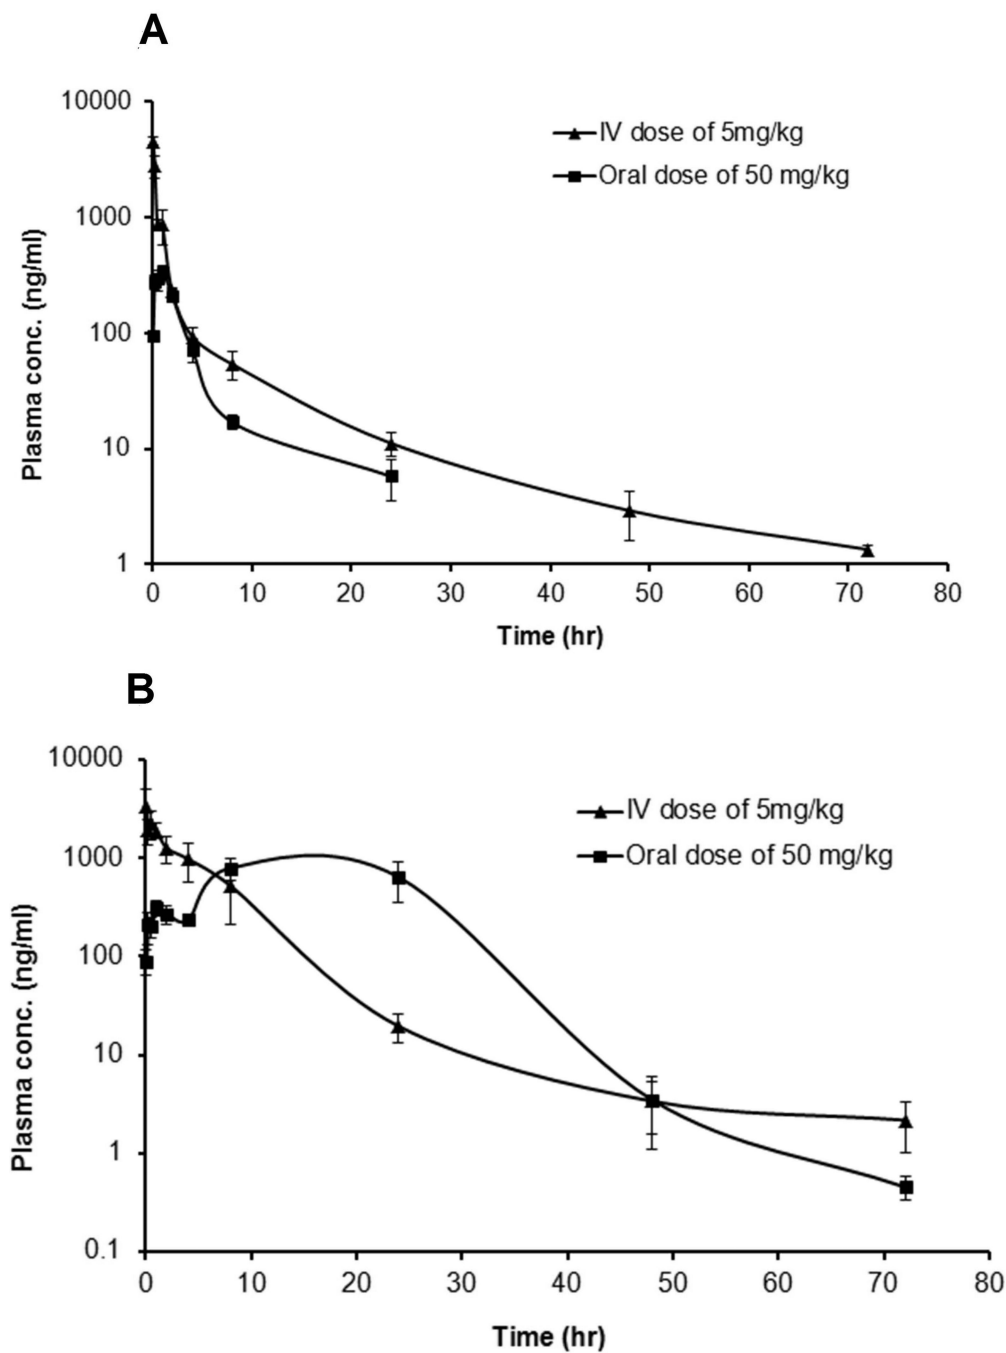 A
10000
1000
100
10
1
Plasma conc. (ng/ml)
IV dose of 5mg/kg
Oral dose of 50 mg/kg
0 10 20 30 40 50 60 70 80
Time (hr)
B
10000
1000
100
10
1
0.1
Plasma conc. (ng/ml)
IV dose of 5mg/kg
Oral dose of 50 mg/kg
0 10 20 30 40 50 60 70 80
Time (hr)